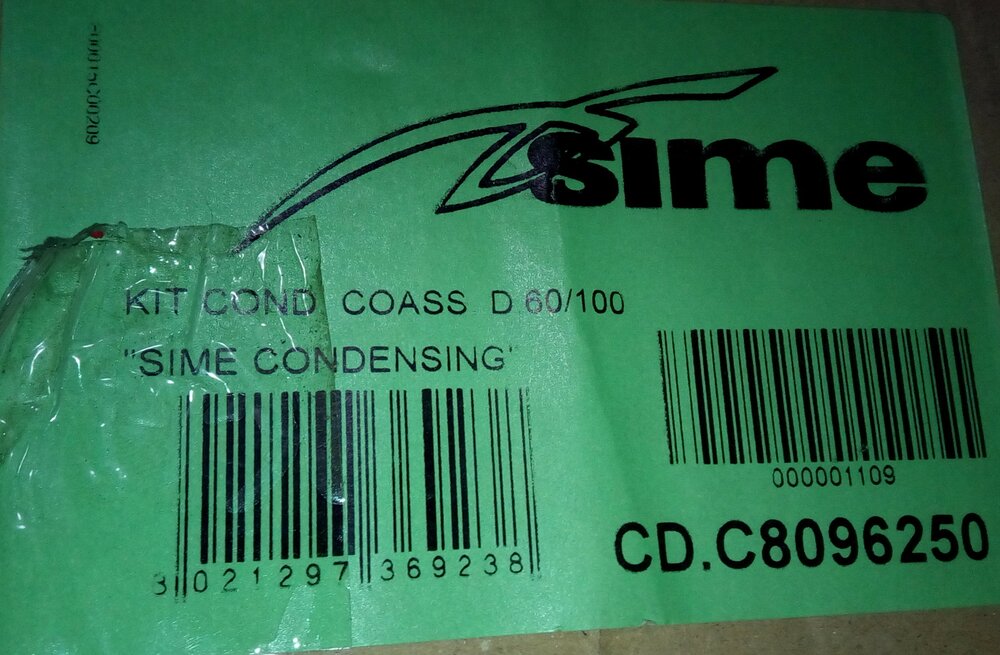 sime
KIT COND COASS D 60/100
"SIME CONDENSING"
000001109
CD.C8096250
3 021297 369238